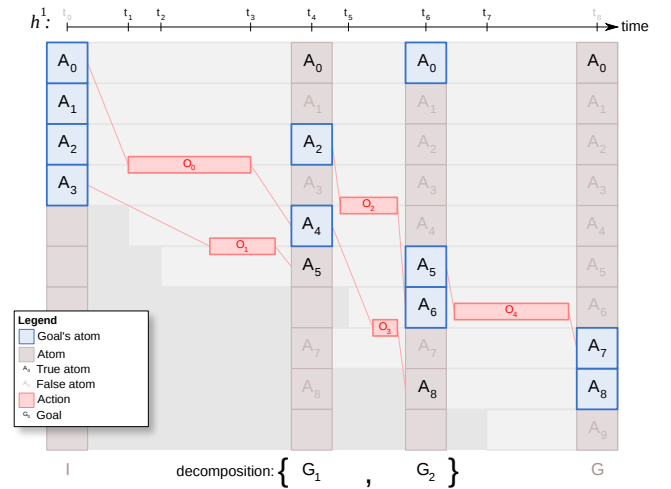 h¹: t₀ t₁ t₂ t₃ t₄ t₅ t₆ t₇ t₈ time
A₀ A₀ A₀ A₀
A₁ A₁ A₁ A₁
A₂ O₀ A₂ A₂ A₂
A₃ A₃ O₂ A₃ A₃
A₄ A₄ A₄
O₁ A₅ A₅ A₅
A₆ O₄ A₆
Legend
Goal's atom
Atom
A₀ True atom
A₀ False atom
Action
G₀ Goal
O₃
A₇ A₇ A₇
A₈ A₈ A₈
A₉
I decomposition: { G₁ , G₂ } G